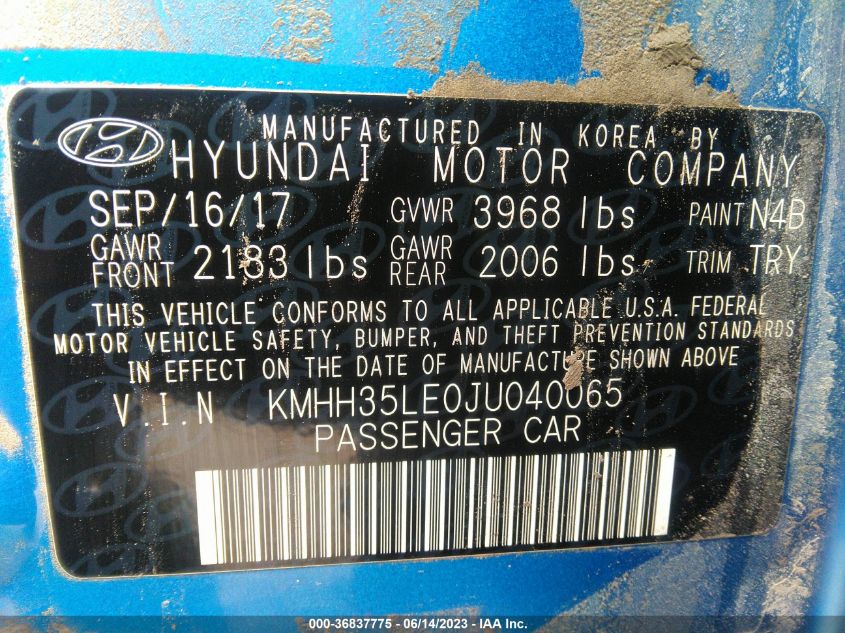 MANUFACTURED IN KOREA BY
HYUNDAI MOTOR COMPANY
SEP/16/17 GVWR 3968 lbs PAINT N4B
GAWR FRONT 2183 lbs GAWR REAR 2006 lbs TRIM TRY
THIS VEHICLE CONFORMS TO ALL APPLICABLE U.S.A. FEDERAL
MOTOR VEHICLE SAFETY, BUMPER, AND THEFT PREVENTION STANDARDS
IN EFFECT ON THE DATE OF MANUFACTURE SHOWN ABOVE
V.I.N KMHH35LE0JU040065
PASSENGER CAR
000-36837775 - 06/14/2023 - IAA Inc.